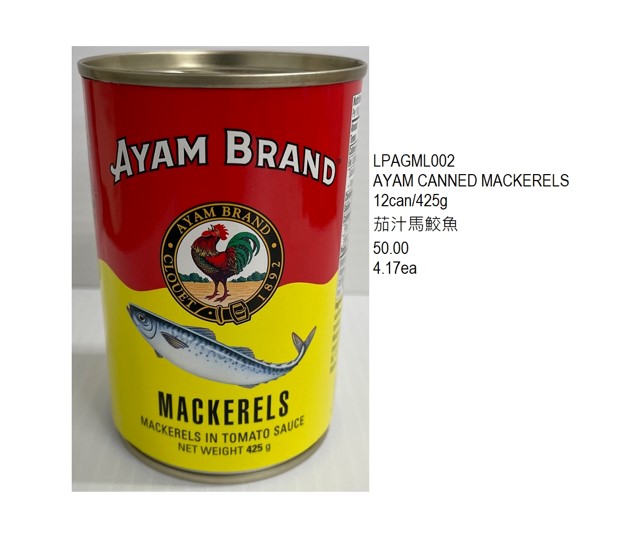 AYAM BRAND
AYAM BRAND
CLOUET
1892
MACKERELS
MACKERELS IN TOMATO SAUCE
NET WEIGHT 425 g
LPAGML002
AYAM CANNED MACKERELS
12can/425g
茄汁馬鮫魚
50.00
4.17ea